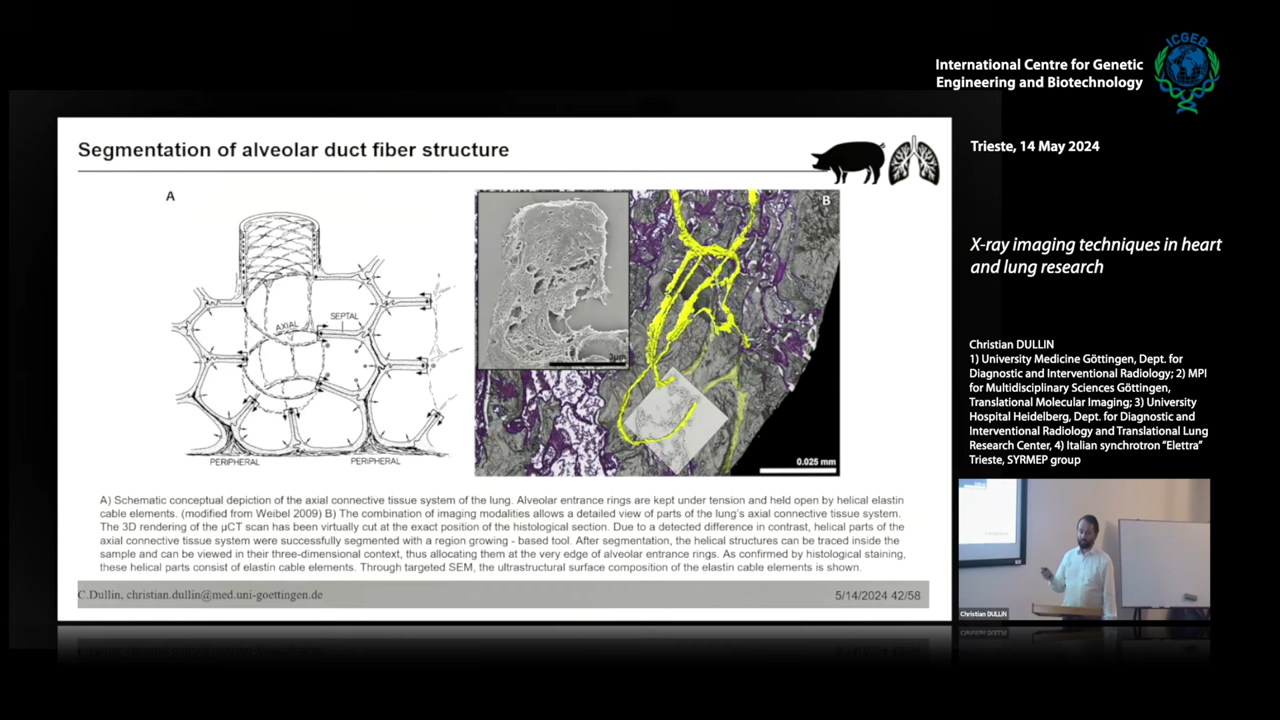 International Centre for Genetic
Engineering and Biotechnology
ICGEB
Trieste, 14 May 2024
X-ray imaging techniques in heart
and lung research
Christian DULLIN
1) University Medicine Göttingen, Dept. for
Diagnostic and Interventional Radiology; 2) MPI
for Multidisciplinary Sciences Göttingen,
Translational Molecular Imaging; 3) University
Hospital Heidelberg, Dept. for Diagnostic and
Interventional Radiology and Translational Lung
Research Center, 4) Italian synchrotron "Elettra"
Trieste, SYRMEP group
Segmentation of alveolar duct fiber structure
A
AXIAL
SEPTAL
PERIPHERAL
PERIPHERAL
B
2µm
0.025 mm
A) Schematic conceptual depiction of the axial connective tissue system of the lung. Alveolar entrance rings are kept under tension and held open by helical elastin
cable elements. (modified from Weibel 2009) B) The combination of imaging modalities allows a detailed view of parts of the lung's axial connective tissue system.
The 3D rendering of the µCT scan has been virtually cut at the exact position of the histological section. Due to a detected difference in contrast, helical parts of the
axial connective tissue system were successfully segmented with a region growing - based tool. After segmentation, the helical structures can be traced inside the
sample and can be viewed in their three-dimensional context, thus allocating them at the very edge of alveolar entrance rings. As confirmed by histological staining,
these helical parts consist of elastin cable elements. Through targeted SEM, the ultrastructural surface composition of the elastin cable elements is shown.
C.Dullin, christian.dullin@med.uni-goettingen.de
5/14/2024 42/58
Christian DULLIN